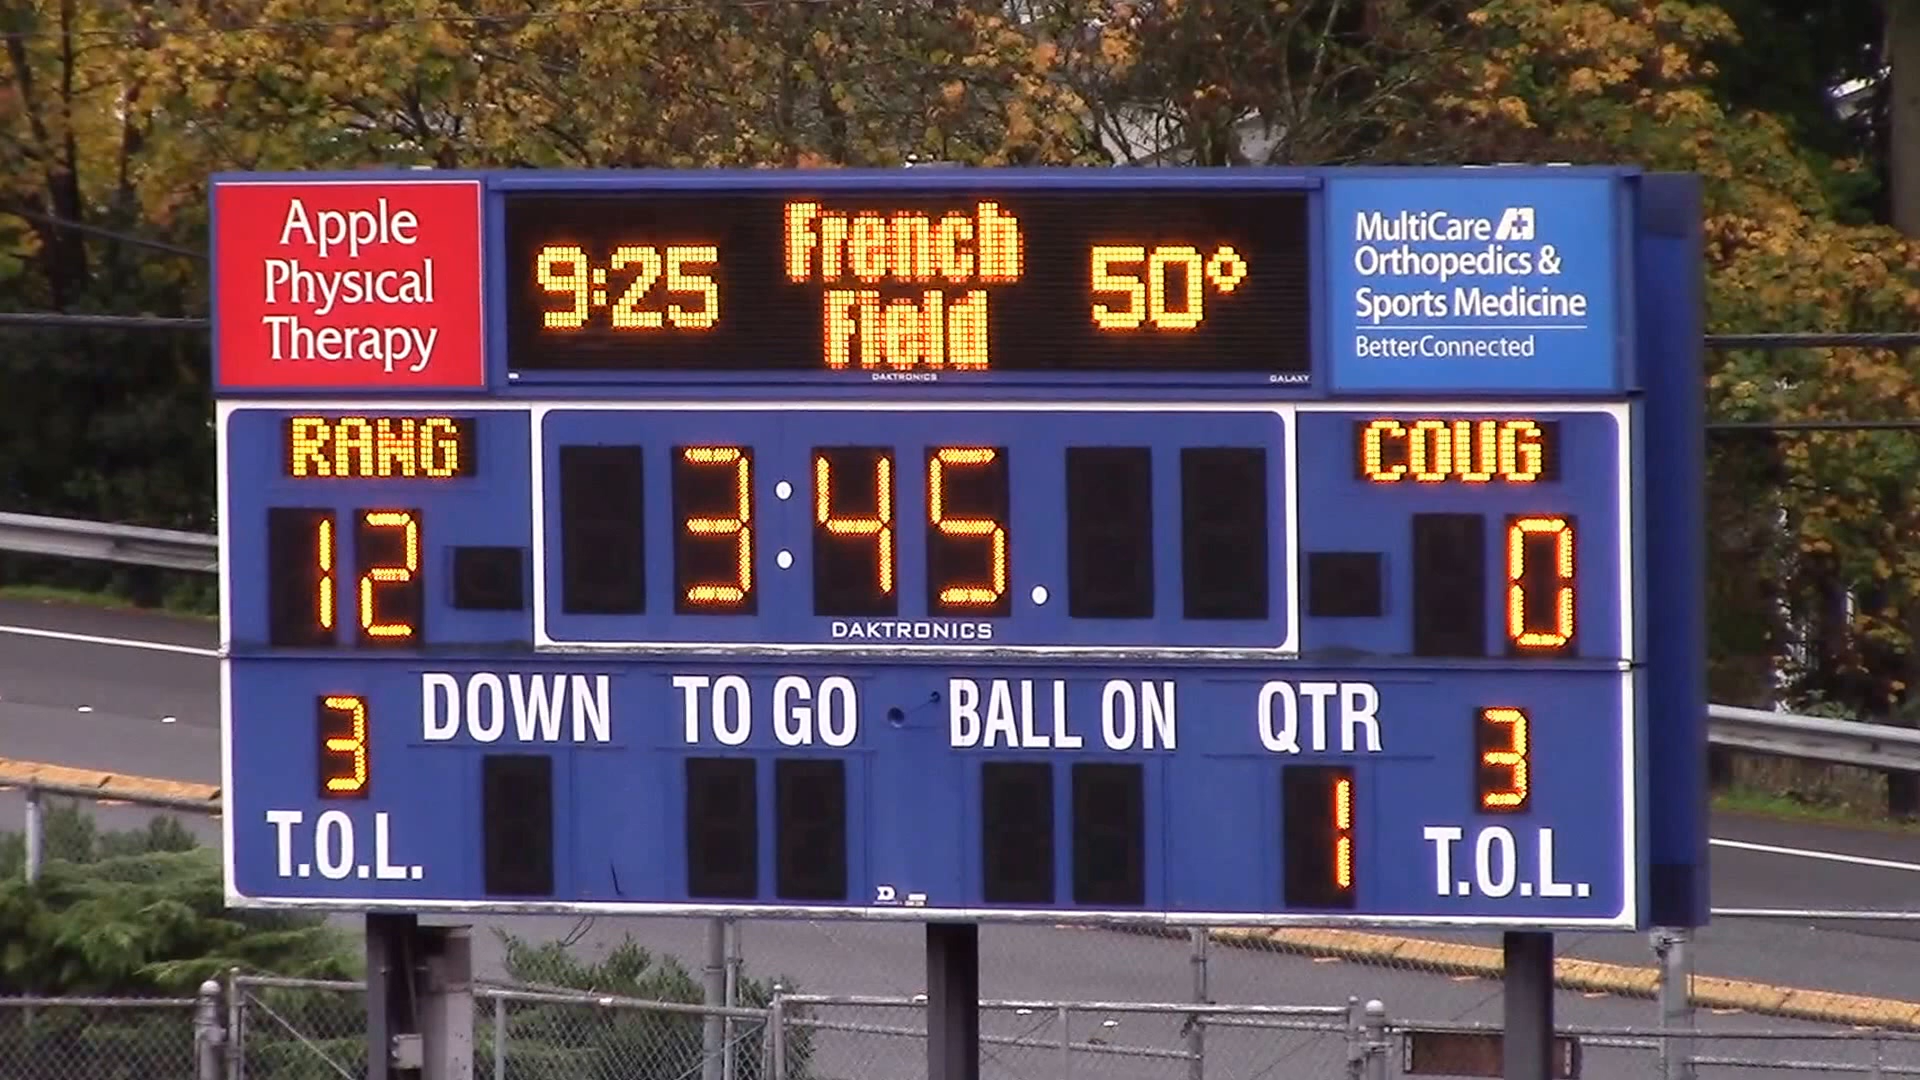 Apple
Physical
Therapy
9:25
French
Field
50°
MultiCare
Orthopedics &
Sports Medicine
BetterConnected
DAKTRONICS
GALAXY
RANG
3:45.
COUG
12
0
DAKTRONICS
DOWN TO GO BALL ON QTR
3
1
3
T.O.L.
T.O.L.